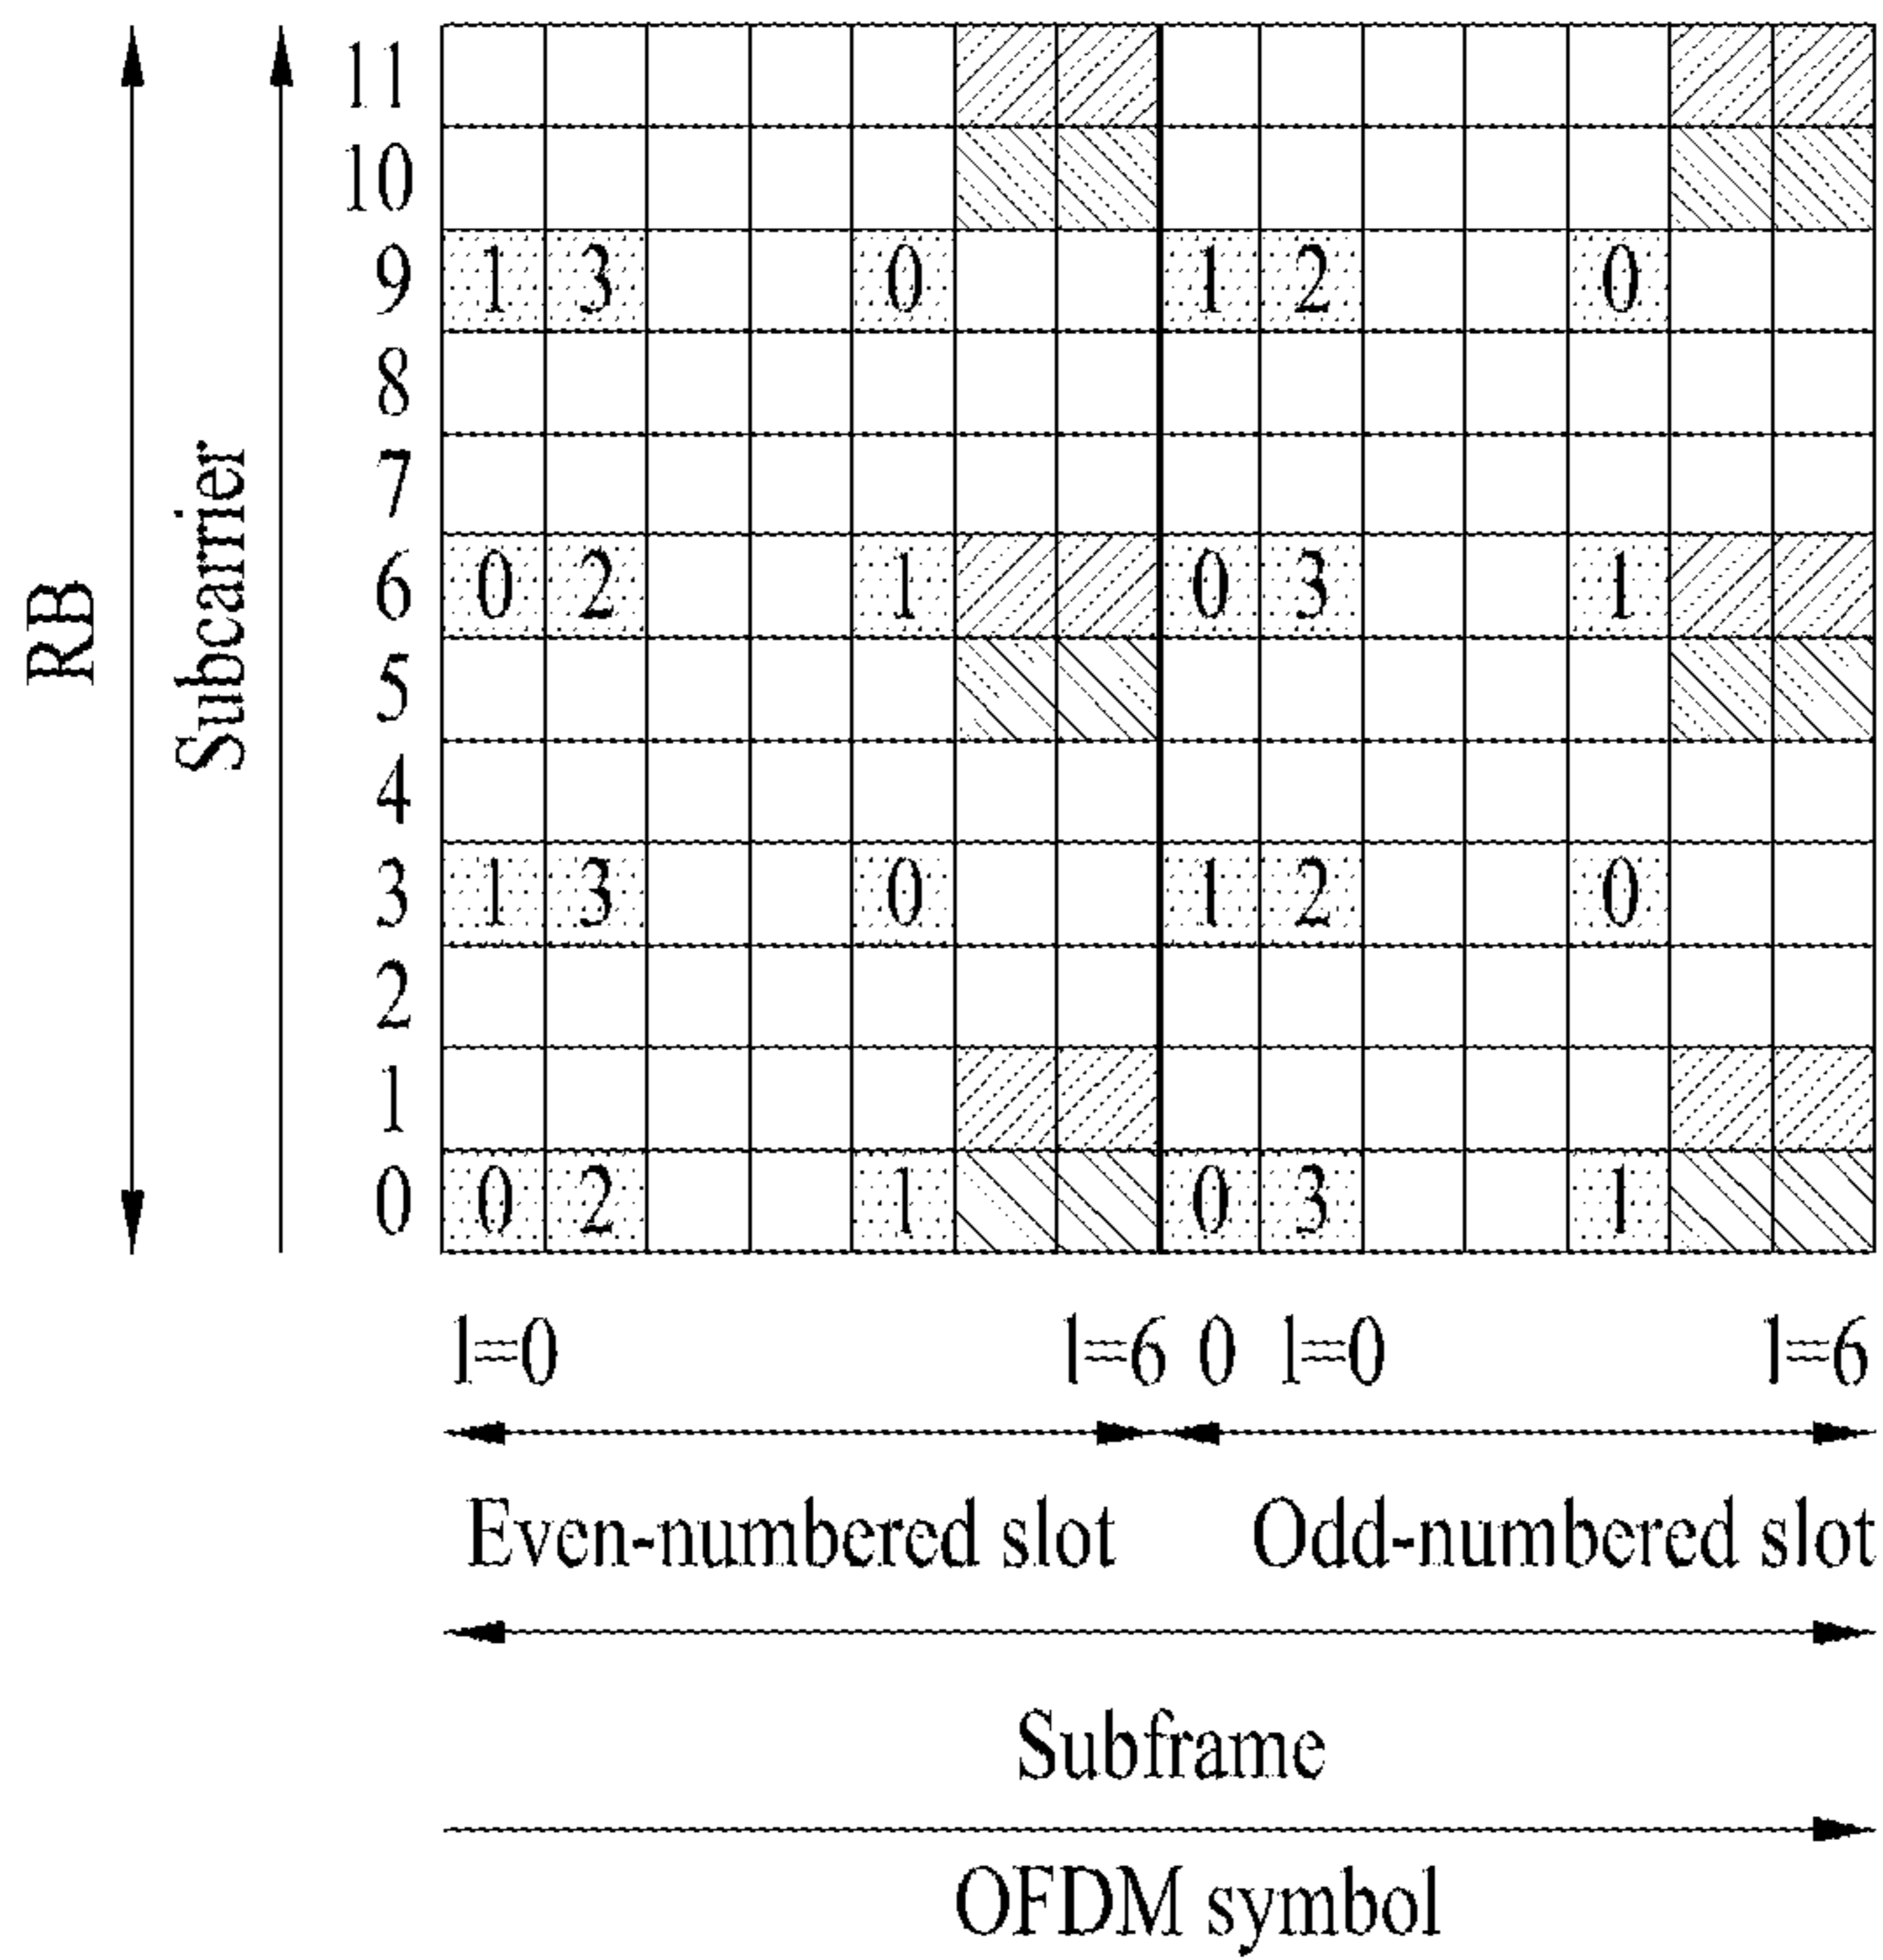 RB
Subcarrier
11
10
9 1 3 0 1 2 0
8
7
6 0 2 1 0 3 1
5
4
3 1 3 0 1 2 0
2
1
0 0 2 1 0 3 1
l=0 l=6 0 l=0 l=6
Even-numbered slot Odd-numbered slot
Subframe
OFDM symbol